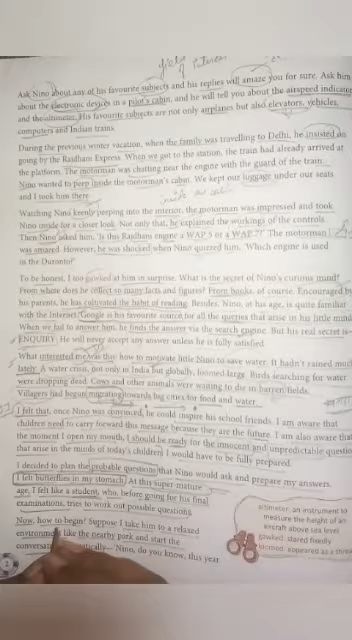 Ask Nino about any of his favourite subjects and his replies will amaze you for sure. Ask him
about the electronic devices in a pilot's cabin, and he will tell you about the airspeed indicator
and the altimeter. His favourite subjects are not only airplanes but also elevators, vehicles,
computers and Indian trains.
During the previous winter vacation, when the family was travelling to Delhi, he insisted on
going by the Rajdhani Express. When we got to the station, the train had already arrived at
the platform. The motorman was chatting near the engine with the guard of the train.
Nino wanted to peep inside the motorman's cabin. We kept our luggage under our seats
and I took him there.
Watching Nino keenly peeping into the interior, the motorman was impressed and took
Nino inside for a closer look. Not only that, he explained the workings of the controls.
Then Nino asked him, 'Is this Rajdhani engine a WAP 5 or a WAP 7?' The motorman
was amazed. However, he was shocked when Nino quizzed him, 'Which engine is used
in the Duronto?'
To be honest, I too gawked at him in surprise. What is the secret of Nino's curious mind?
From where does he collect so many facts and figures? From books, of course. Encouraged by
his parents, he has cultivated the habit of reading. Besides, Nino, at his age, is quite familiar
with the Internet. Google is his favourite source for all the queries that arise in his little mind.
When we fail to answer him, he finds the answer via the search engine. But his real secret is—
ENQUIRY. He will never accept any answer unless he is fully satisfied.
What interested me was this: how to motivate little Nino to save water. It hadn't rained much
lately. A water crisis, not only in India but globally, loomed large. Birds searching for water
were dropping dead. Cows and other animals were waiting to die in barren fields.
Villagers had begun migrating towards big cities for food and water.
I felt that, once Nino was convinced, he could inspire his school friends. I am aware that
children need to carry forward this message because they are the future. I am also aware that
the moment I open my mouth, I should be ready for the innocent and unpredictable questions
that arise in the minds of today's children. I would have to be fully prepared.
I decided to plan the probable questions that Nino would ask and prepare my answers.
I felt butterflies in my stomach. At this super mature
age, I felt like a student, who, before going for his final
examinations, tries to work out possible questions.
Now, how to begin? Suppose I take him to a relaxed
environment like the nearby park and start the
Nino, do you know, this year
altimeter: an instrument to
measure the height of an
aircraft above sea level
gawked: stared fixedly
loomed: appeared as a